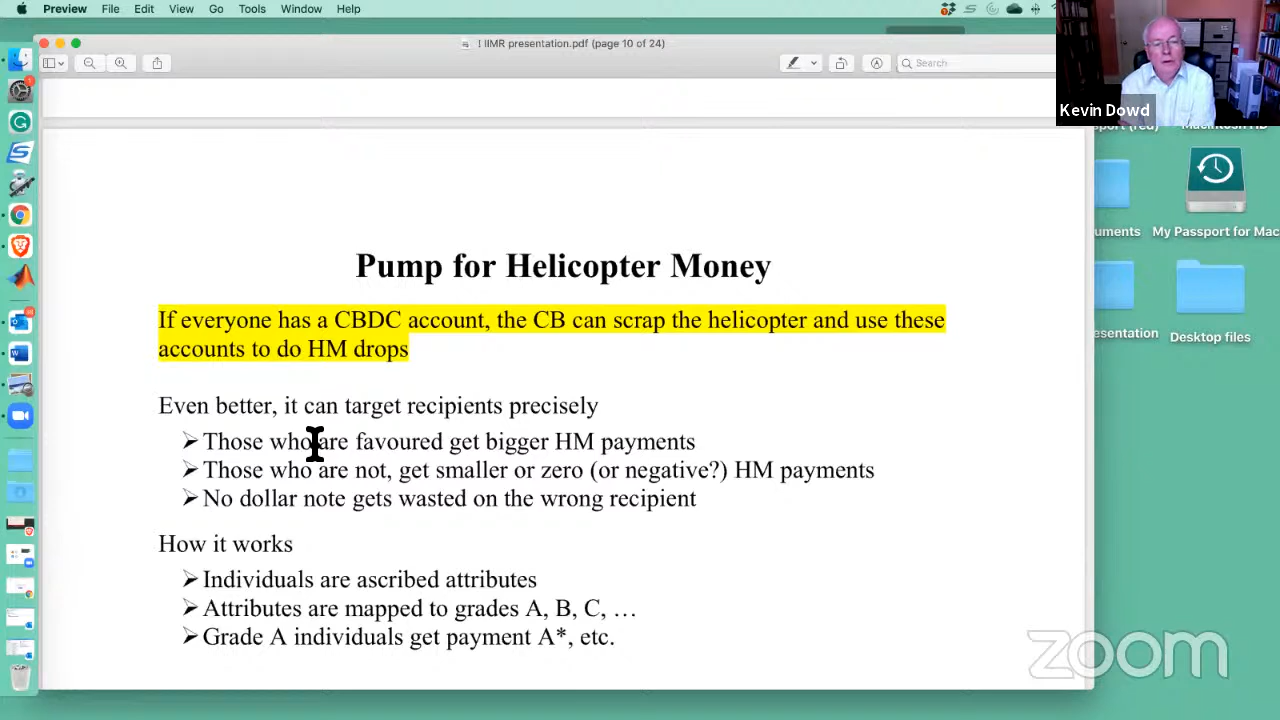 Preview File Edit View Go Tools Window Help
! IIMR presentation.pdf (page 10 of 24)
Search
Kevin Dowd
My Passport for Mac
Desktop files
Pump for Helicopter Money
If everyone has a CBDC account, the CB can scrap the helicopter and use these
accounts to do HM drops
Even better, it can target recipients precisely
➢Those who are favoured get bigger HM payments
➢Those who are not, get smaller or zero (or negative?) HM payments
➢No dollar note gets wasted on the wrong recipient
How it works
➢Individuals are ascribed attributes
➢Attributes are mapped to grades A, B, C, …
➢Grade A individuals get payment A*, etc.
zoom